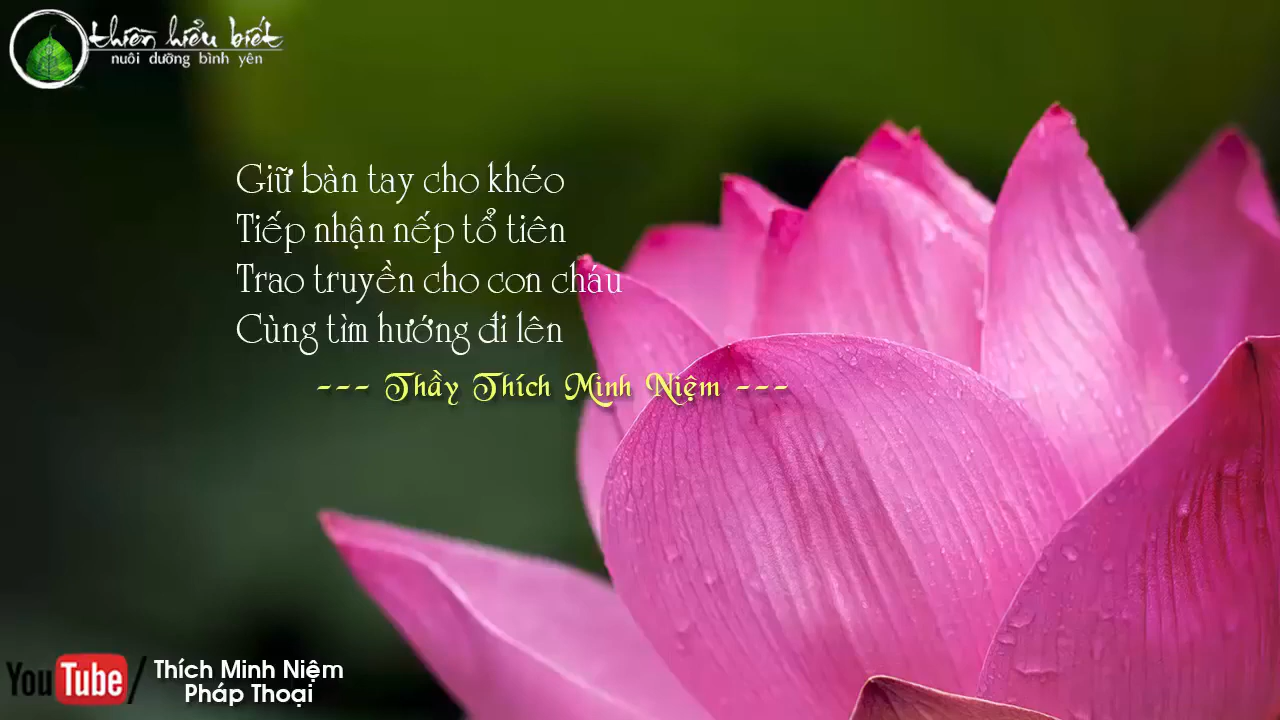 thiền hiểu biết
nuôi dưỡng bình yên
Giữ bàn tay cho khéo
Tiếp nhận nếp tổ tiên
Trao truyền cho con cháu
Cùng tìm hướng đi lên
--- Thầy Thích Minh Niệm ---
YouTube / Thích Minh Niệm
Pháp Thoại